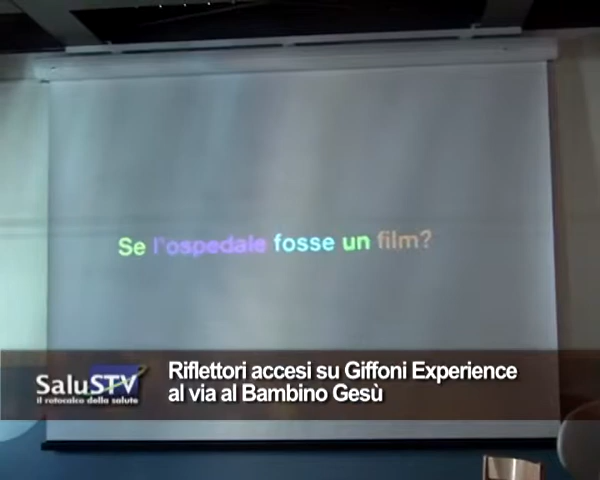 Se l'ospedale fosse un film?
SaluSTV
il rotocalco della salute
Riflettori accesi su Giffoni Experience
al via al Bambino Gesù